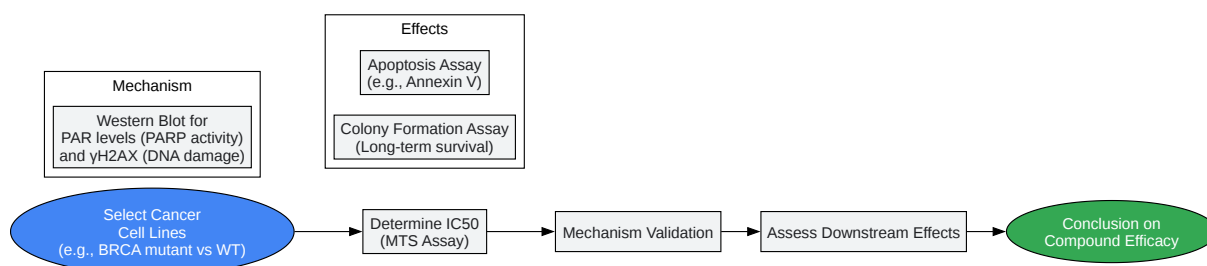 Effects
Apoptosis Assay
(e.g., Annexin V)
Colony Formation Assay
(Long-term survival)
Mechanism
Western Blot for
PAR levels (PARP activity)
and γH2AX (DNA damage)
Select Cancer
Cell Lines
(e.g., BRCA mutant vs WT)
Determine IC50
(MTS Assay)
Mechanism Validation
Assess Downstream Effects
Conclusion on
Compound Efficacy